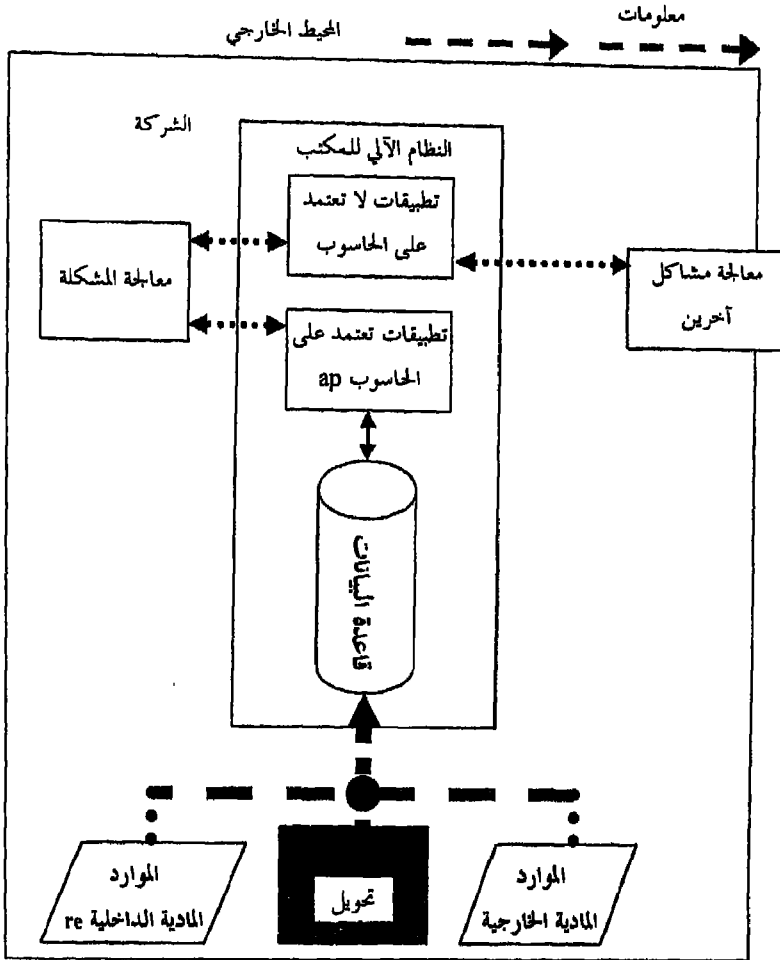 معلومات
المحيط الخارجي
الشركة
النظام الآلي للمكتب
تطبيقات لا تعتمد
على الحاسوب
معالجة المشكلة
معالجة مشاكل
آخرين
تطبيقات تعتمد على
الحاسوب ap
قاعدة البيانات
الموارد
المادية الخارجية
تحويل
الموارد
المادية الداخلية re